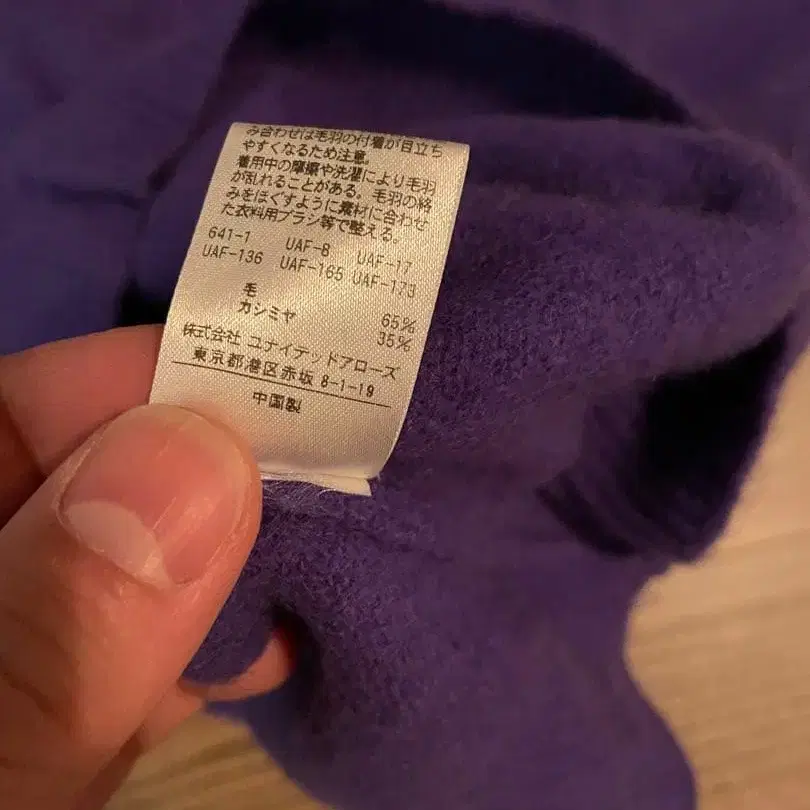 み合わせは毛羽の付着が目立ち
やすくなるため注意。
着用中の摩擦や洗濯により毛羽
が乱れることがある。毛羽の絡
みをほぐすように素材に合わせ
た衣料用ブラシ等で整える。
641-1 UAF-8 UAF-17
UAF-136 UAF-165 UAF-173
毛 65%
カシミヤ 35%
株式会社 ユナイテッドアローズ
東京都港区赤坂 8-1-19
中国製